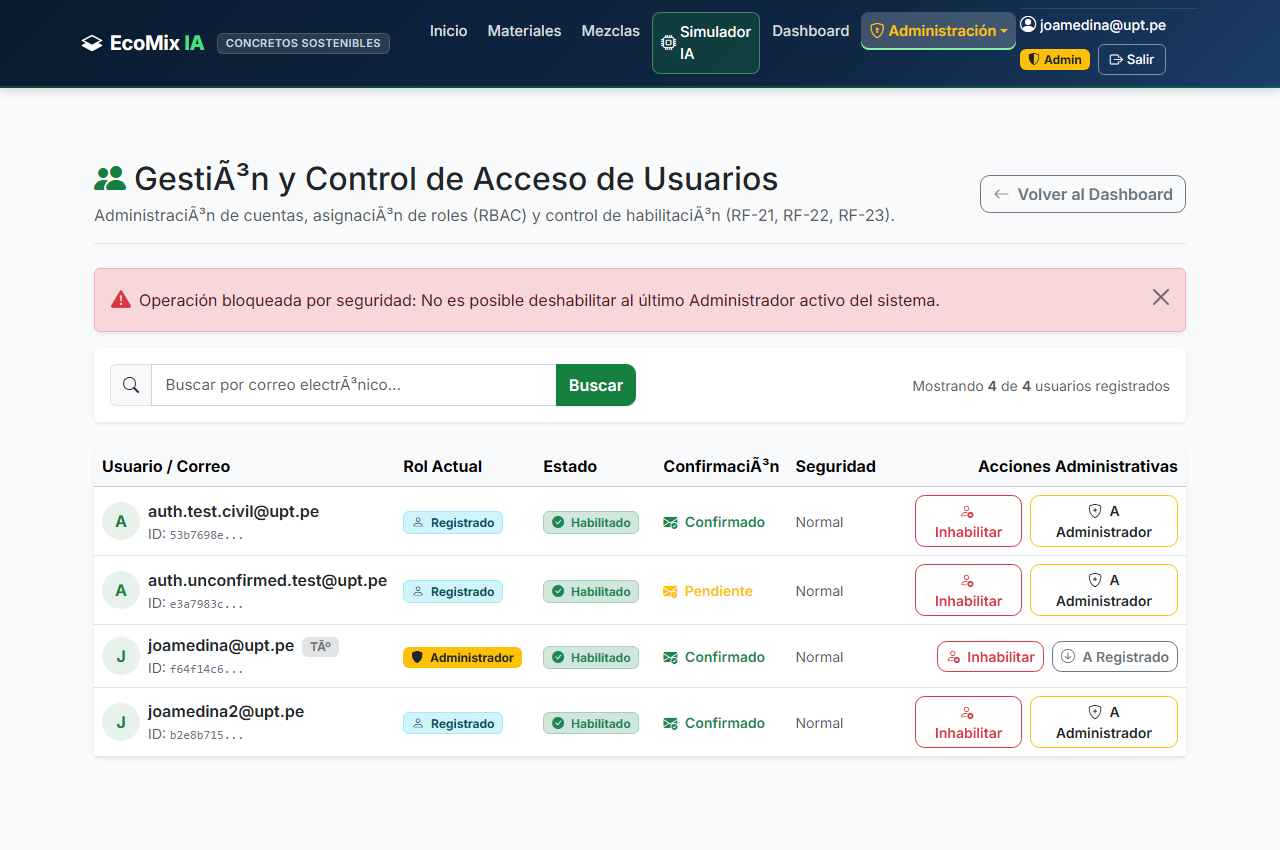 EcoMix IA CONCRETOS SOSTENIBLES Inicio Materiales Mezclas Simulador IA Dashboard Administración joamedina@upt.pe
Admin Salir
GestiÃ³n y Control de Acceso de Usuarios
AdministraciÃ³n de cuentas, asignaciÃ³n de roles (RBAC) y control de habilitaciÃ³n (RF-21, RF-22, RF-23).
Volver al Dashboard
Operación bloqueada por seguridad: No es posible deshabilitar al último Administrador activo del sistema.
Buscar por correo electrÃ³nico... Buscar Mostrando 4 de 4 usuarios registrados
Usuario / Correo Rol Actual Estado ConfirmaciÃ³n Seguridad Acciones Administrativas
A auth.test.civil@upt.pe Registrado Habilitado Confirmado Normal Inhabilitar A Administrador
ID: 53b7698e...
A auth.unconfirmed.test@upt.pe Registrado Habilitado Pendiente Normal Inhabilitar A Administrador
ID: e3a7983c...
J joamedina@upt.pe TÃº Administrador Habilitado Confirmado Normal Inhabilitar A Registrado
ID: f64f14c6...
J joamedina2@upt.pe Registrado Habilitado Confirmado Normal Inhabilitar A Administrador
ID: b2e8b715...